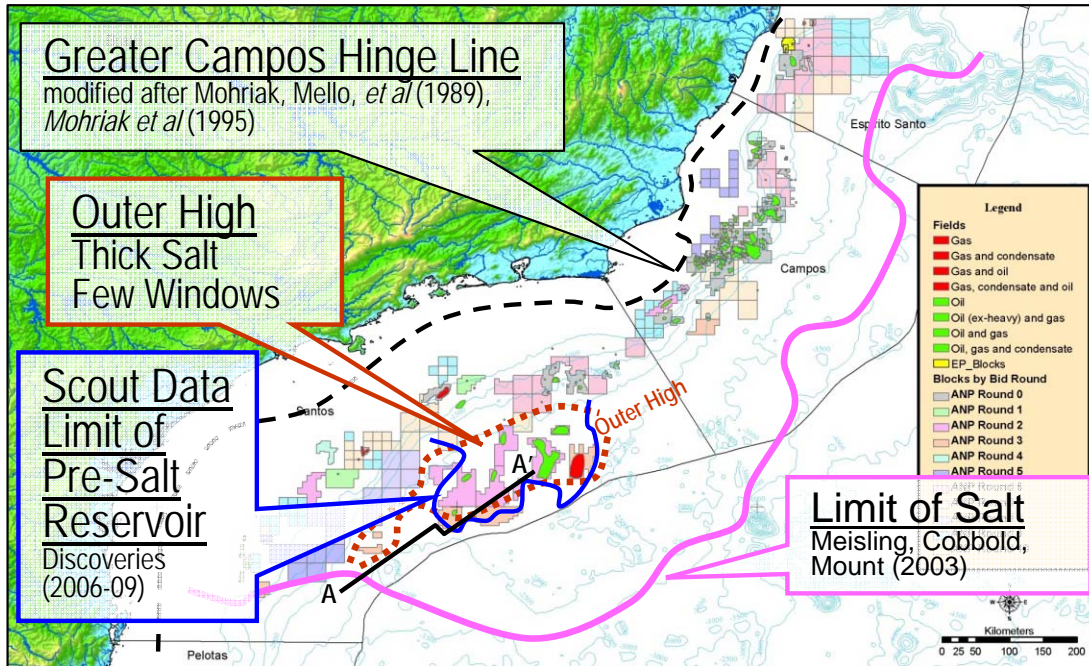 Greater Campos Hinge Line
modified after Mohriak, Mello, et al (1989),
Mohriak et al (1995)
Outer High
Thick Salt
Few Windows
Scout Data
Limit of
Pre-Salt
Reservoir
Discoveries
(2006-09)
Espirito Santo
Campos
Santos
Outer High
A'
A
Pelotas
Legend
Fields
Gas
Gas and condensate
Gas and oil
Gas, condensate and oil
Oil
Oil (ex-heavy) and gas
Oil and gas
Oil, gas and condensate
EP_Blocks
Blocks by Bid Round
ANP Round 0
ANP Round 1
ANP Round 2
ANP Round 3
ANP Round 4
ANP Round 5
Limit of Salt
Meisling, Cobbold,
Mount (2003)
Kilometers
0 25 50 100 150 200